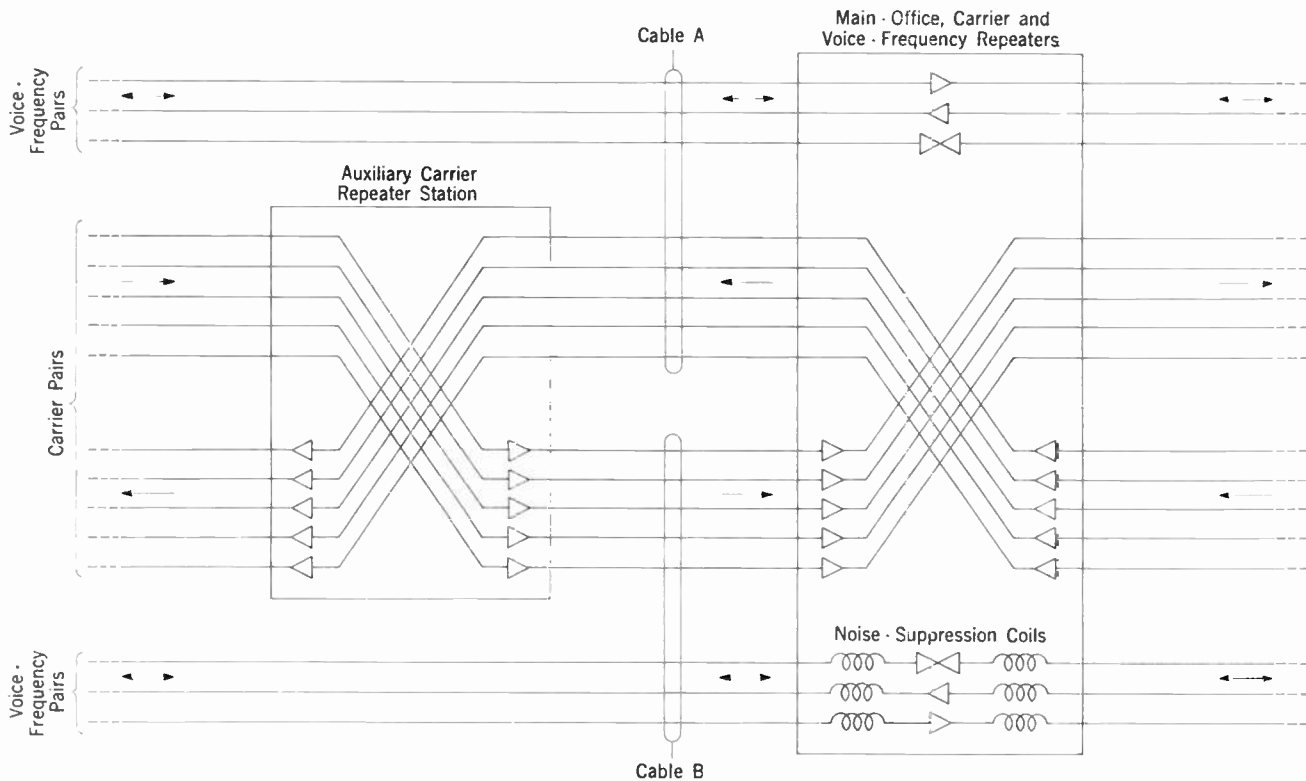 Main · Office, Carrier and
Voice · Frequency Repeaters
Cable A
Voice ·
Frequency
Pairs
Auxiliary Carrier
Repeater Station
Carrier Pairs
Noise · Suppression Coils
Voice ·
Frequency
Pairs
Cable B